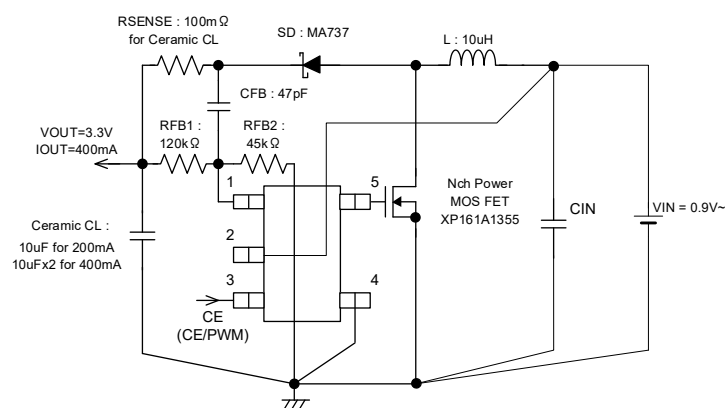 RSENSE : 100mΩ
for Ceramic CL
SD : MA737
L : 10uH
CFB : 47pF
VOUT=3.3V
IOUT=400mA
RFB1 :
120kΩ
RFB2 :
45kΩ
1
5
Nch Power
MOS FET
XP161A1355
CIN
VIN = 0.9V~
Ceramic CL :
10uF for 200mA
10uFx2 for 400mA
2
3
4
CE
(CE/PWM)